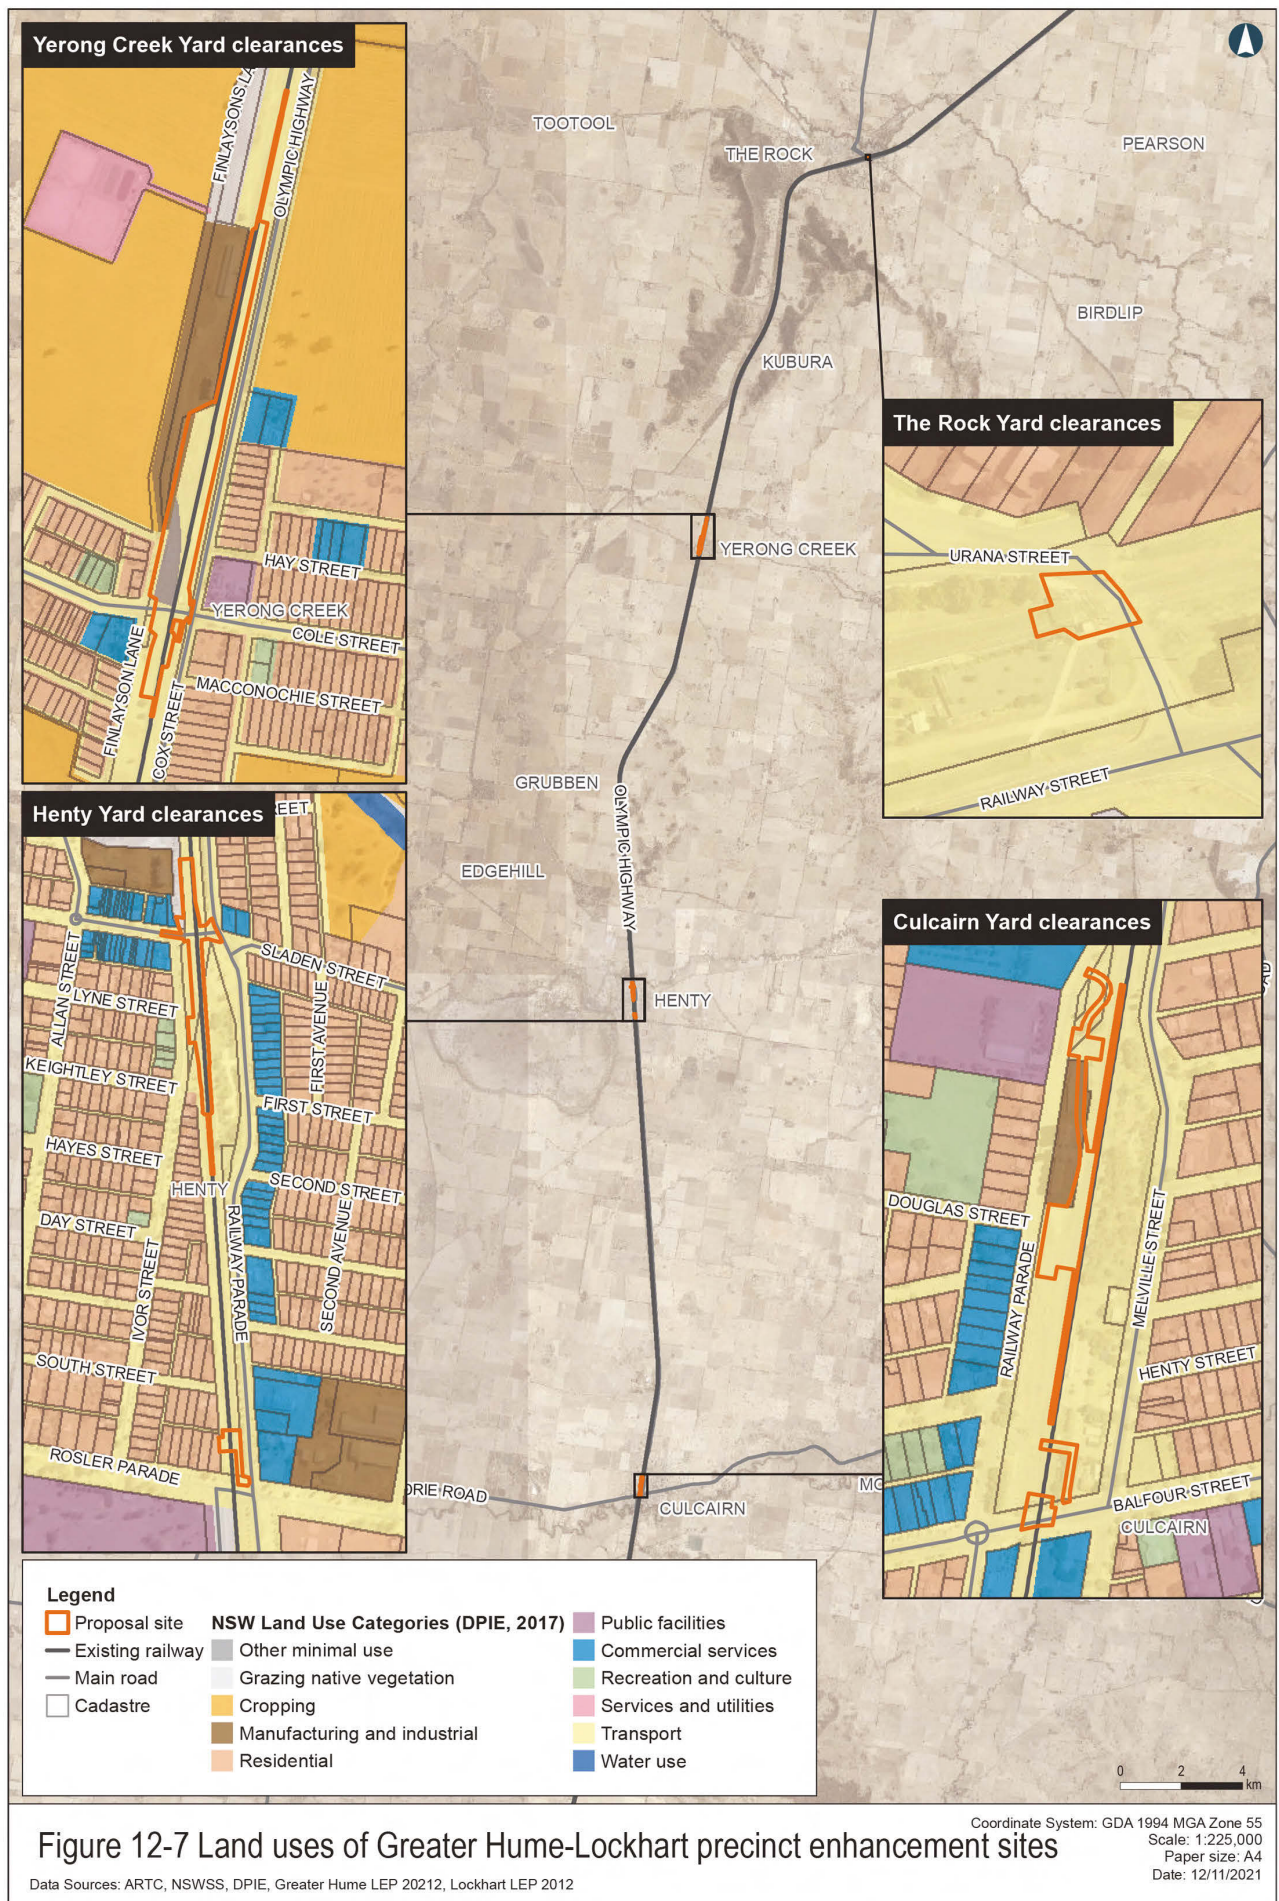 Yerong Creek Yard clearances
FINLAYSONS LA
OLYMPIC HIGHWAY
HAY STREET
YERONG CREEK
COLE STREET
MACCONOCHIE STREET
FINLAYSON LANE
COX STREET
TOOTOOL
THE ROCK
PEARSON
BIRDLIP
KUBURA
YERONG CREEK
GRUBBEN
OLYMPIC HIGHWAY
EDGEHILL
HENTY
ORIE ROAD
CULCAIRN
MO
OAD
The Rock Yard clearances
URANA STREET
RAILWAY STREET
Henty Yard clearances
REET
SLADEN STREET
ALLAN STREET
LYNE STREET
FIRST AVENUE
KEIGHTLEY STREET
FIRST STREET
HAYES STREET
HENTY
SECOND STREET
DAY STREET
IVOR STREET
RAILWAY PARADE
SECOND AVENUE
SOUTH STREET
ROSLER PARADE
Culcairn Yard clearances
DOUGLAS STREET
RAILWAY PARADE
MELVILLE STREET
HENTY STREET
BALFOUR STREET
CULCAIRN
Legend
Proposal site
Existing railway
Main road
Cadastre
NSW Land Use Categories (DPIE, 2017)
Other minimal use
Grazing native vegetation
Cropping
Manufacturing and industrial
Residential
Public facilities
Commercial services
Recreation and culture
Services and utilities
Transport
Water use
0 2 4
km
Figure 12-7 Land uses of Greater Hume-Lockhart precinct enhancement sites
Data Sources: ARTC, NSWSS, DPIE, Greater Hume LEP 20212, Lockhart LEP 2012
Coordinate System: GDA 1994 MGA Zone 55
Scale: 1:225,000
Paper size: A4
Date: 12/11/2021